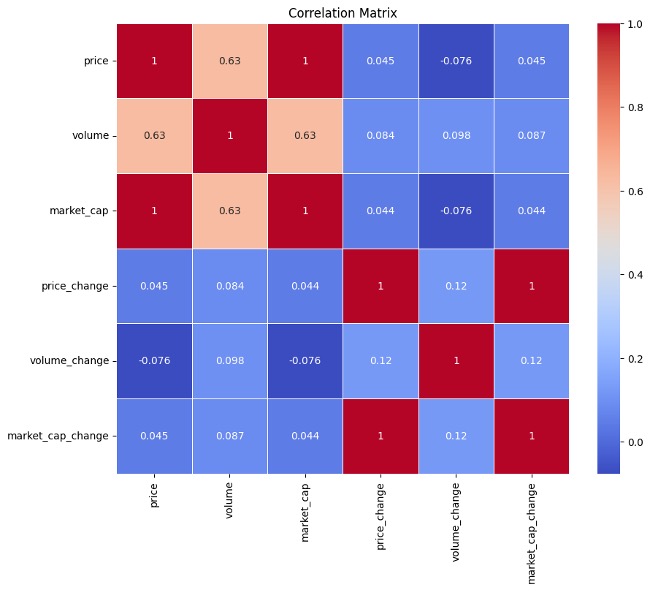 Correlation Matrix
price 1 0.63 1 0.045 -0.076 0.045
volume 0.63 1 0.63 0.084 0.098 0.087
market_cap 1 0.63 1 0.044 -0.076 0.044
price_change 0.045 0.084 0.044 1 0.12 1
volume_change -0.076 0.098 -0.076 0.12 1 0.12
market_cap_change 0.045 0.087 0.044 1 0.12 1
price volume market_cap price_change volume_change market_cap_change
1.0
0.8
0.6
0.4
0.2
0.0